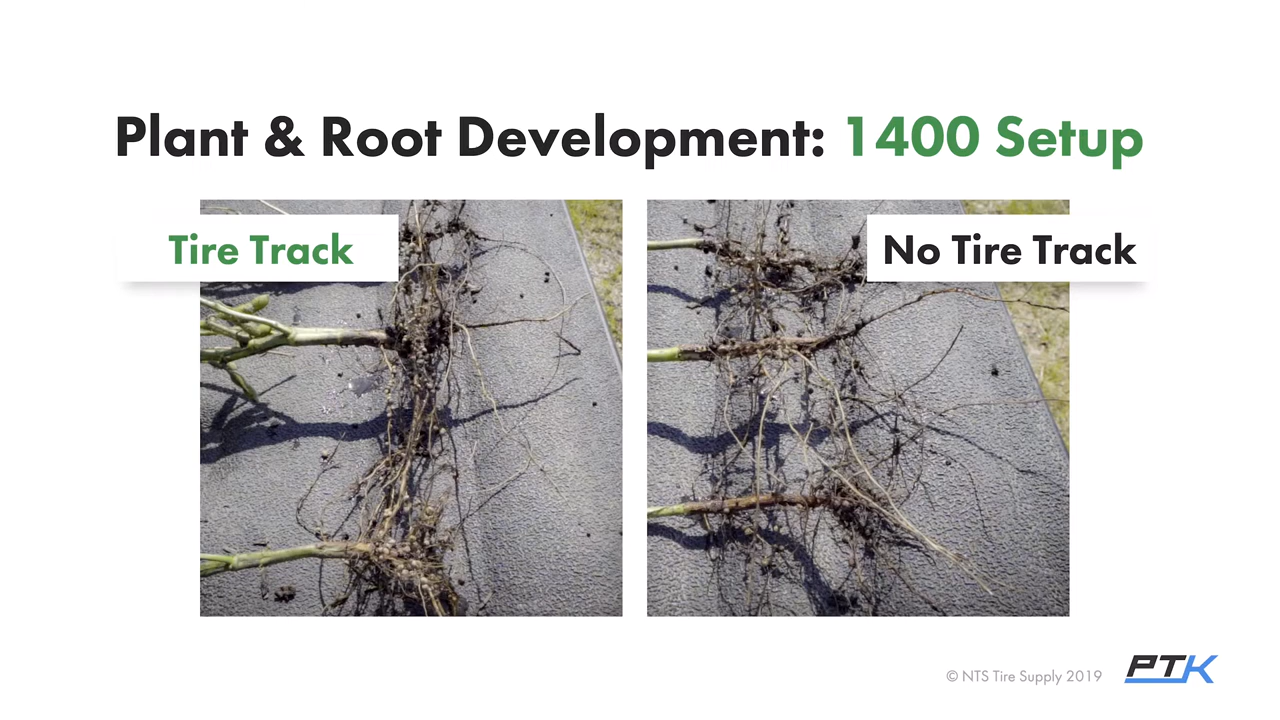 Plant & Root Development: 1400 Setup
Tire Track
No Tire Track
© NTS Tire Supply 2019
PTK